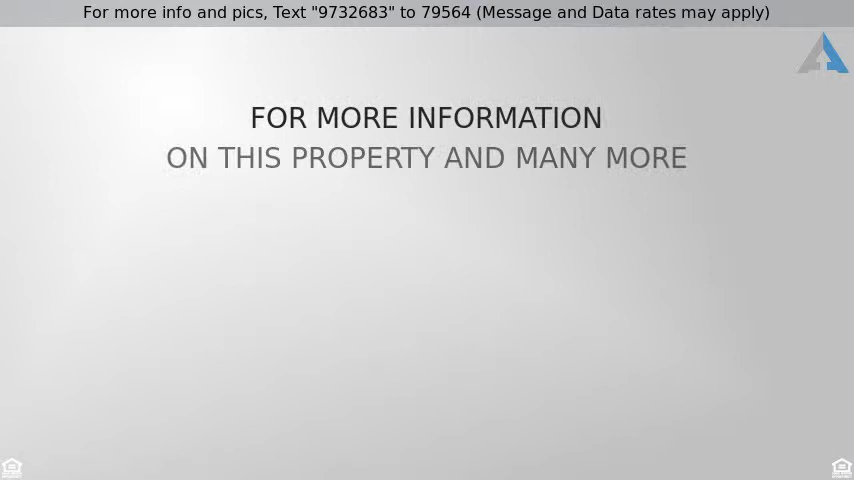 For more info and pics, Text "9732683" to 79564 (Message and Data rates may apply)
FOR MORE INFORMATION
ON THIS PROPERTY AND MANY MORE